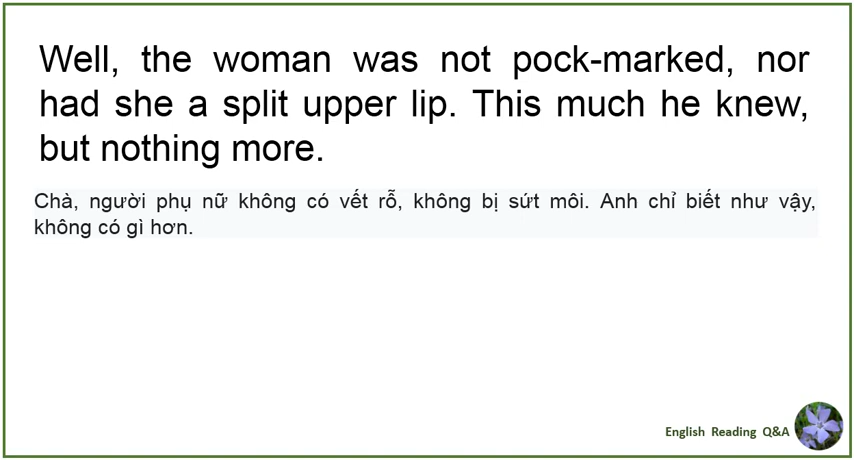 Well, the woman was not pock-marked, nor
had she a split upper lip. This much he knew,
but nothing more.
Chà, người phụ nữ không có vết rỗ, không bị sứt môi. Anh chỉ biết như vậy,
không có gì hơn.
English Reading Q&A